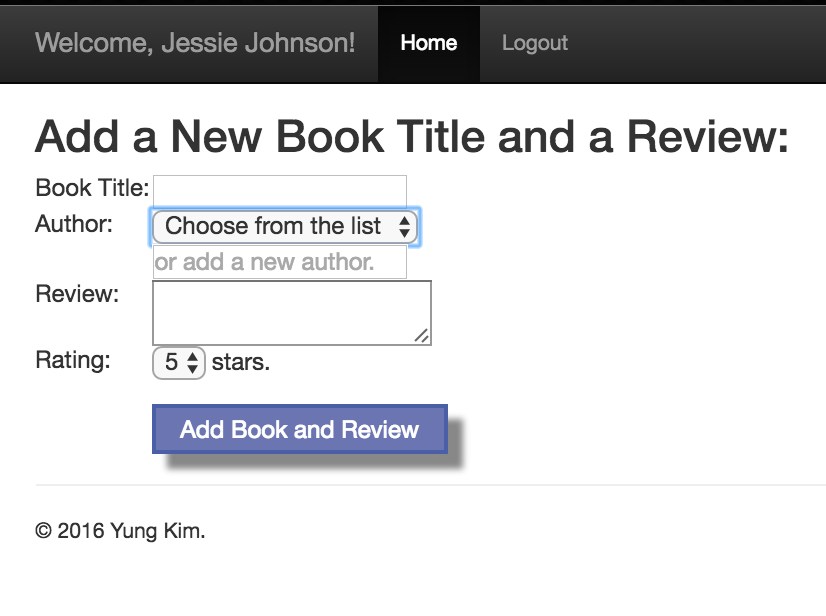 Welcome, Jessie Johnson! Home Logout
Add a New Book Title and a Review:
Book Title:
Author: Choose from the list
or add a new author.
Review:
Rating: 5 stars.
Add Book and Review
© 2016 Yung Kim.